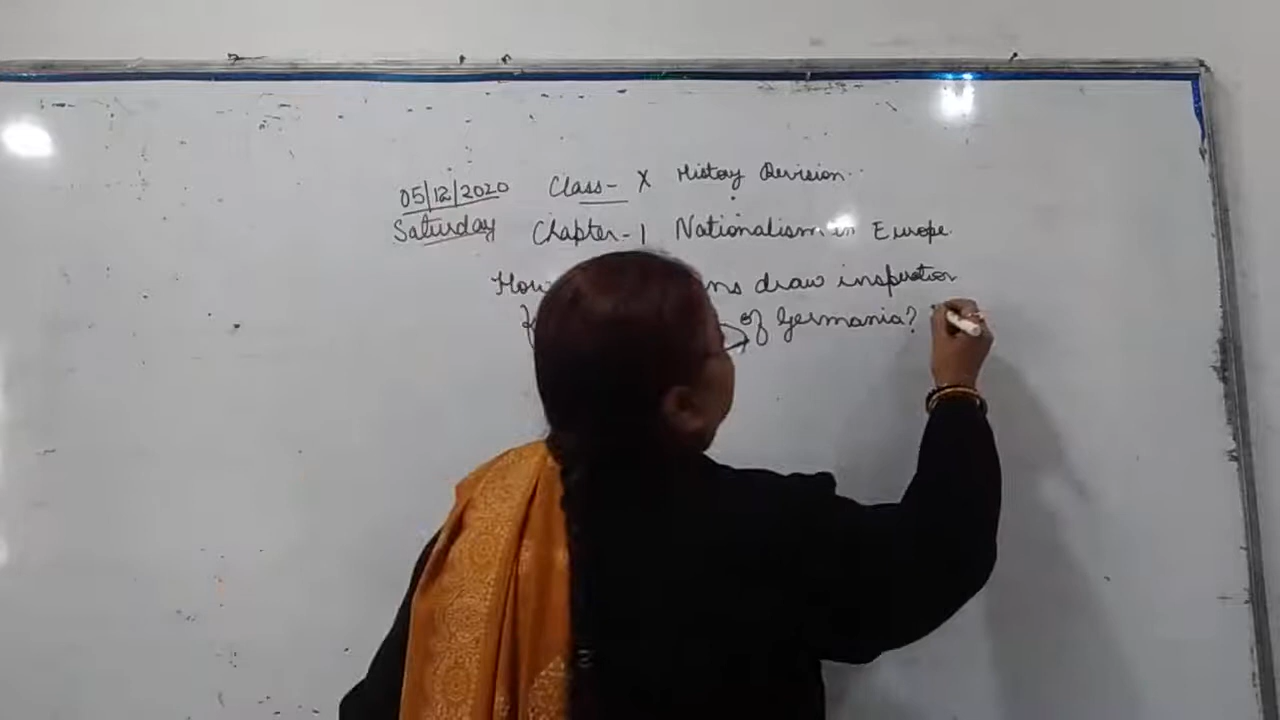 05/12/2020 Class- X History Revision..
Saturday Chapter-1 Nationalism in Europe.
How ns draw inspiration
of Germania?